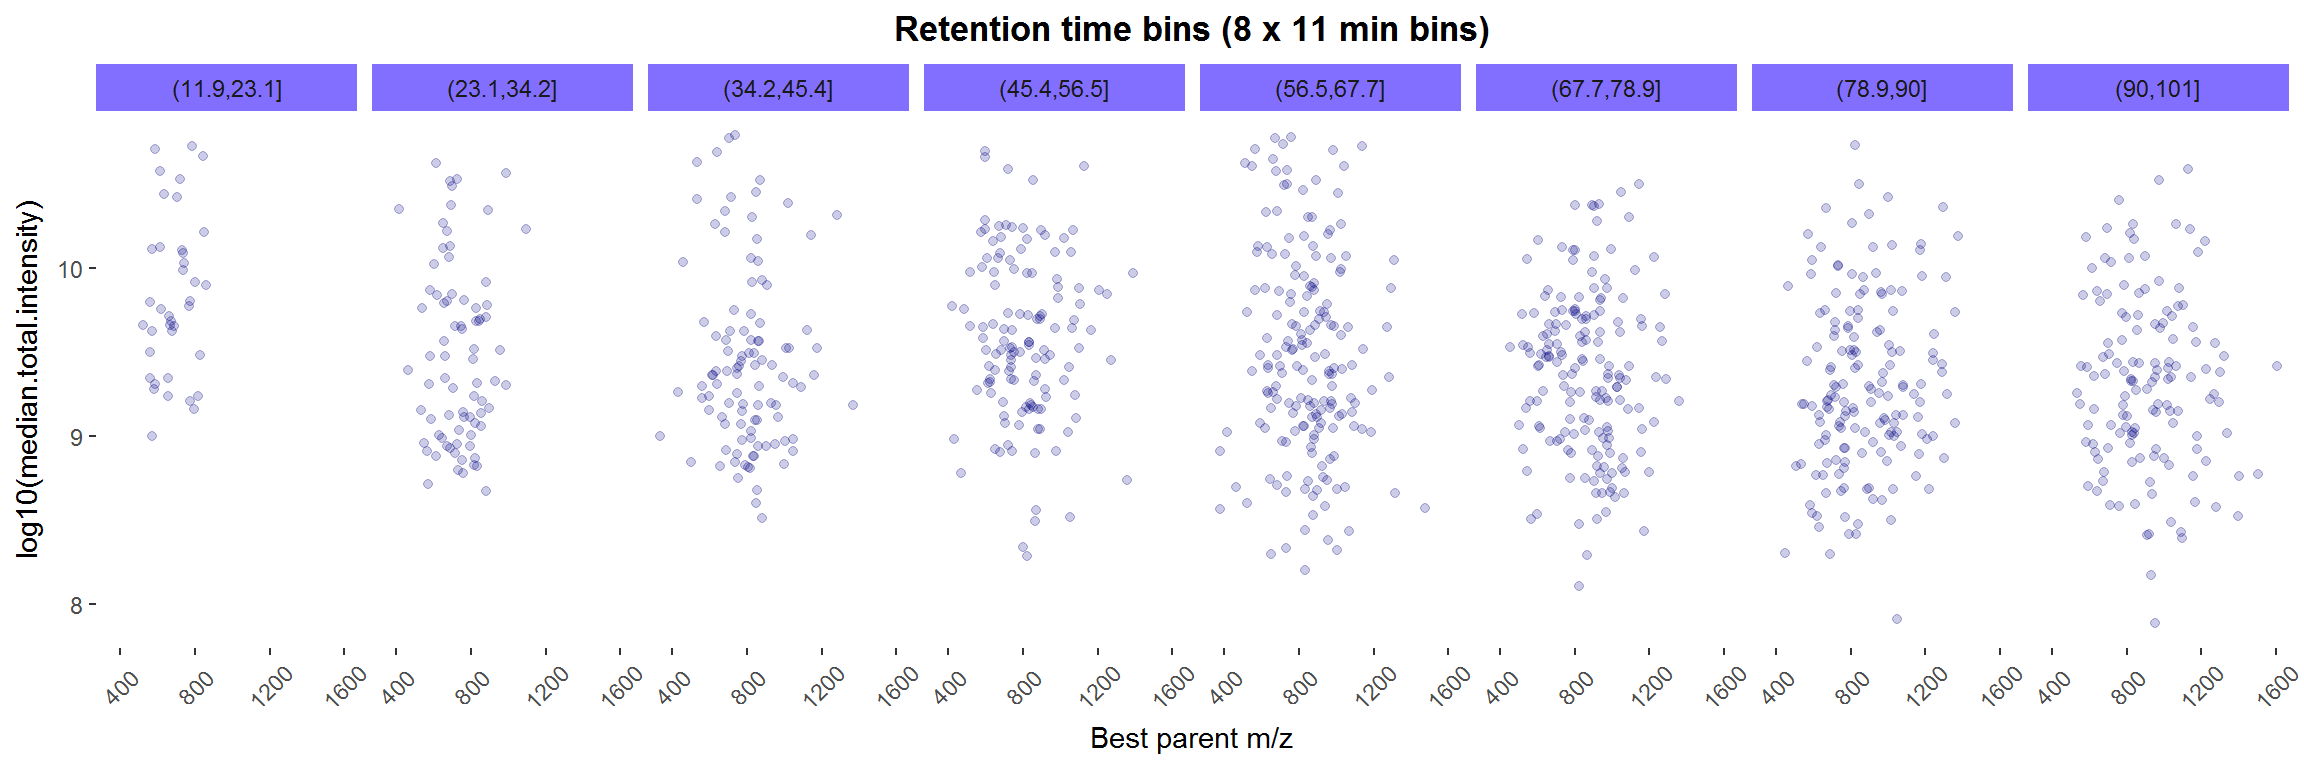 Retention time bins (8 x 11 min bins)
(11.9,23.1] (23.1,34.2] (34.2,45.4] (45.4,56.5] (56.5,67.7] (67.7,78.9] (78.9,90] (90,101]
log10(median.total.intensity)
10
9
8
400 800 1200 1600 400 800 1200 1600 400 800 1200 1600 400 800 1200 1600 400 800 1200 1600 400 800 1200 1600 400 800 1200 1600 400 800 1200 1600
Best parent m/z